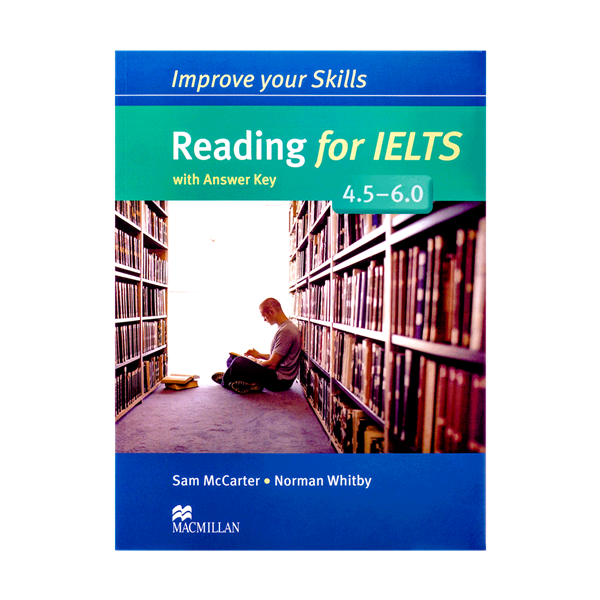 Improve your Skills
Reading for IELTS
with Answer Key
4.5–6.0
Sam McCarter • Norman Whitby
MACMILLAN